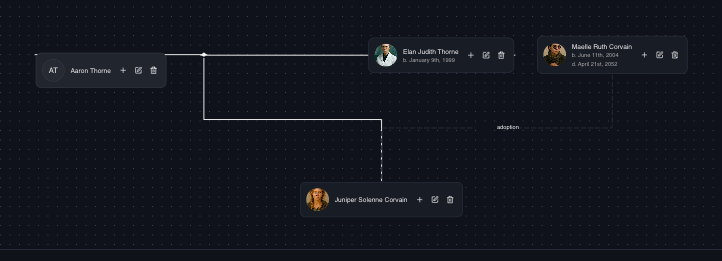 AT
Aaron Thorne
Elan Judith Thorne
b. January 9th, 1999
Maelle Ruth Corvain
b. June 11th, 2004
d. April 21st, 2052
adoption
Juniper Solenne Corvain